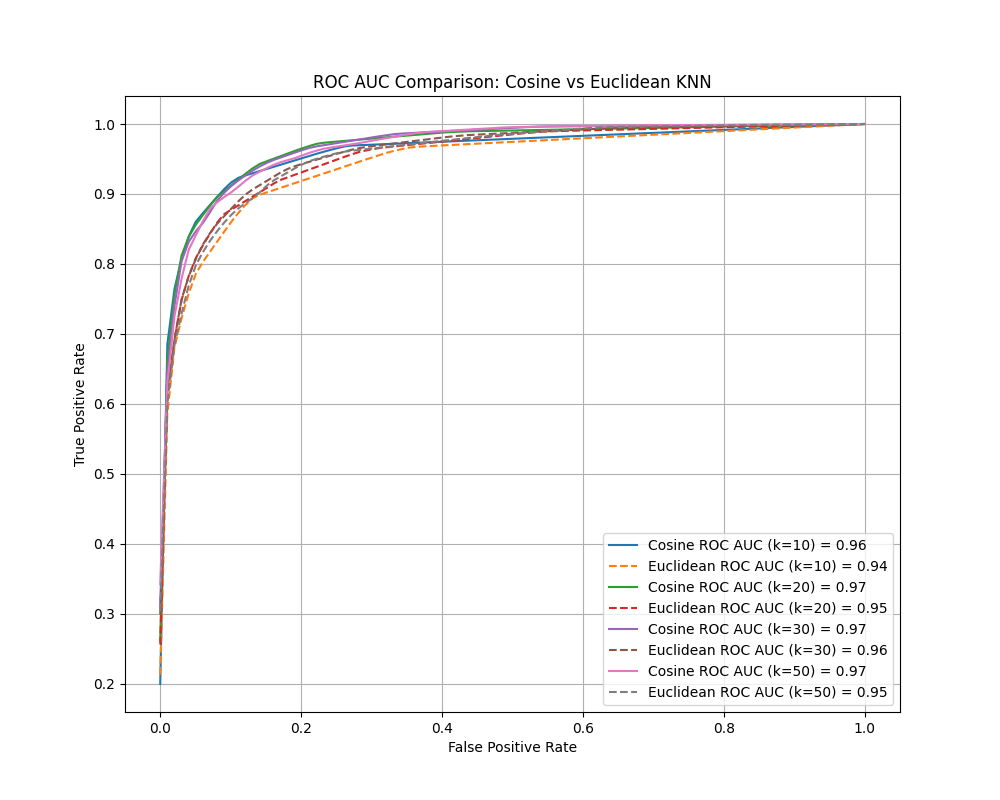 ROC AUC Comparison: Cosine vs Euclidean KNN
1.0
0.9
0.8
0.7
0.6
0.5
0.4
0.3
0.2
True Positive Rate
0.0 0.2 0.4 0.6 0.8 1.0
False Positive Rate
Cosine ROC AUC (k=10) = 0.96
Euclidean ROC AUC (k=10) = 0.94
Cosine ROC AUC (k=20) = 0.97
Euclidean ROC AUC (k=20) = 0.95
Cosine ROC AUC (k=30) = 0.97
Euclidean ROC AUC (k=30) = 0.96
Cosine ROC AUC (k=50) = 0.97
Euclidean ROC AUC (k=50) = 0.95